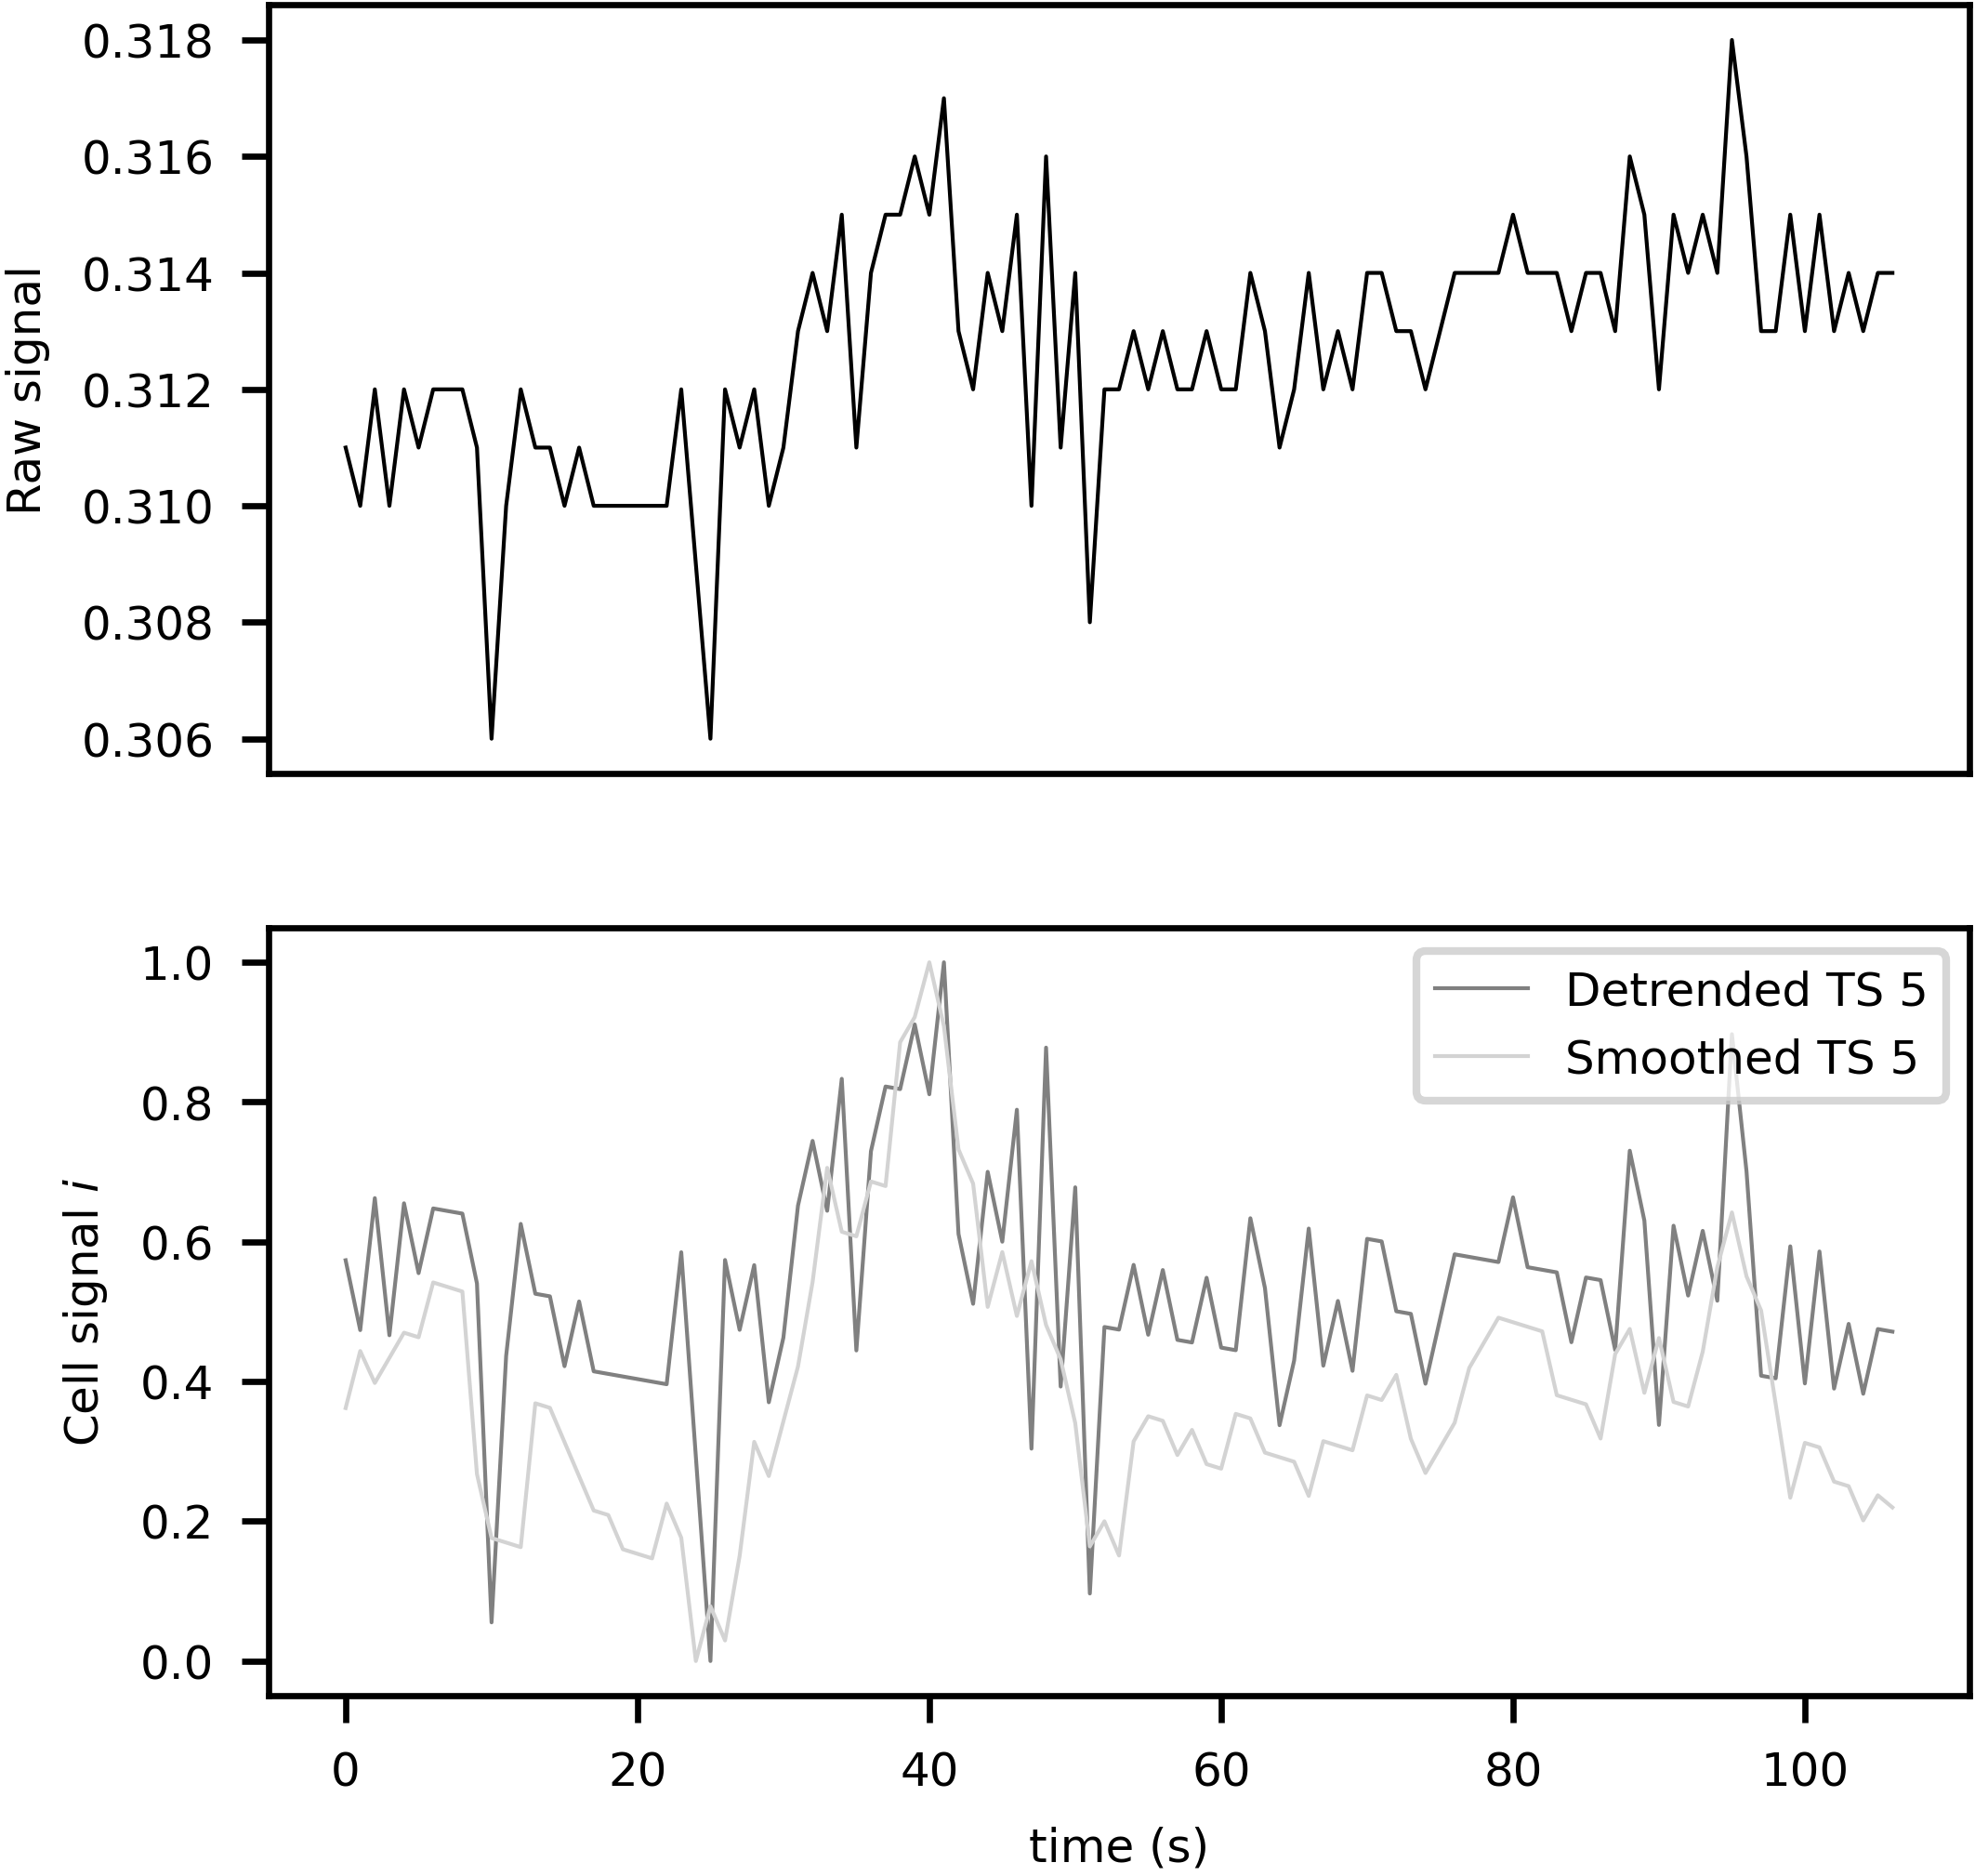 0.318
0.316
0.314
0.312
0.310
0.308
0.306
Raw signal
1.0
0.8
0.6
0.4
0.2
0.0
Cell signal i
Detrended TS 5
Smoothed TS 5
0 20 40 60 80 100
time (s)